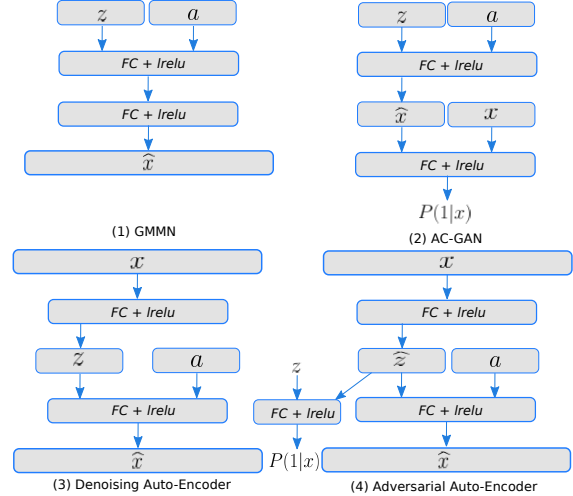 z a
FC + lrelu
FC + lrelu
x̂
(1) GMMN
z a
FC + lrelu
x̂ x
FC + lrelu
P(1|x)
(2) AC-GAN
x
FC + lrelu
z a
FC + lrelu
x̂
(3) Denoising Auto-Encoder
x
FC + lrelu
z ẑ a
FC + lrelu FC + lrelu
P(1|x) x̂
(4) Adversarial Auto-Encoder